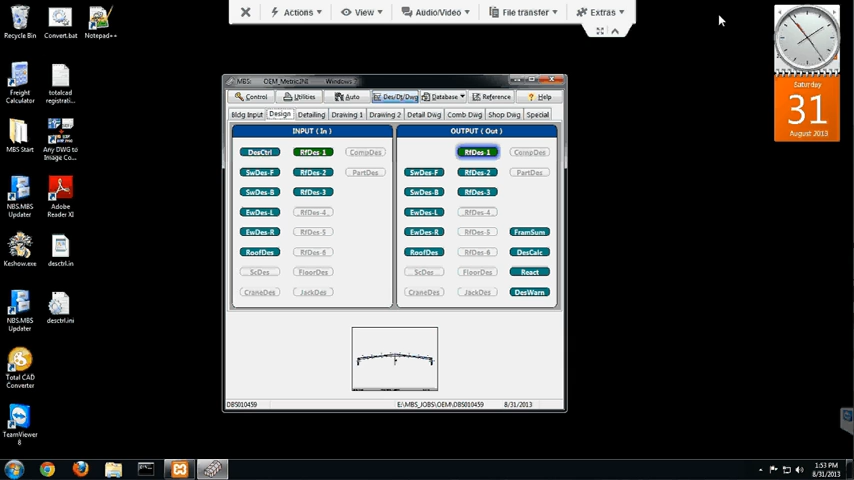 Actions
View
Audio/Video
File transfer
Extras
Recycle Bin
Convert.bat
Notepad++
Freight Calculator
totalcad registrati...
MBS Start
Any DWG to Image Co...
NBS.MBS Updater
Adobe Reader XI
Keshow.exe
desctrl.ini
NBS.MBS Updater
desctrl.ini
Total CAD Converter
TeamViewer 8
MBS: OEM_Metric2NI Windows
Control
Utilities
Auto
Des/Dt/Dwg
Database
Reference
Help
Bldg Input
Design
Detailing
Drawing 1
Drawing 2
Detail Dwg
Comb Dwg
Shop Dwg
Special
INPUT ( In )
DesCtrl RfDes-1 CompDes
SwDes-F RfDes-2 PartDes
SwDes-B RfDes-3
EwDes-L RfDes-4
EwDes-R RfDes-5
RoofDes RfDes-6
ScDes FloorDes
CraneDes JackDes
OUTPUT ( Out )
RfDes-1 CompDes
SwDes-F RfDes-2 PartDes
SwDes-B RfDes-3
EwDes-L RfDes-4
EwDes-R RfDes-5 FramSum
RoofDes RfDes-6 DesCalc
ScDes FloorDes React
CraneDes JackDes DesWarn
DBS010459
E:\MBS_JOBS\OEM\DBS010459
8/31/2013
Saturday
31
August 2013
1:53 PM
8/31/2013